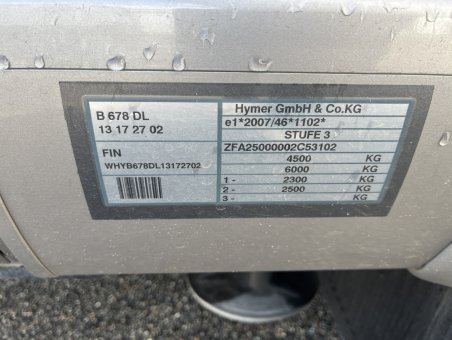 B 678 DL
13 17 27 02
FIN
WHYB678DL13172702
Hymer GmbH & Co.KG
e1*2007/46*1102*
STUFE 3
ZFA25000002C53102
4500 KG
6000 KG
1 - 2300 KG
2 - 2500 KG
3 - KG